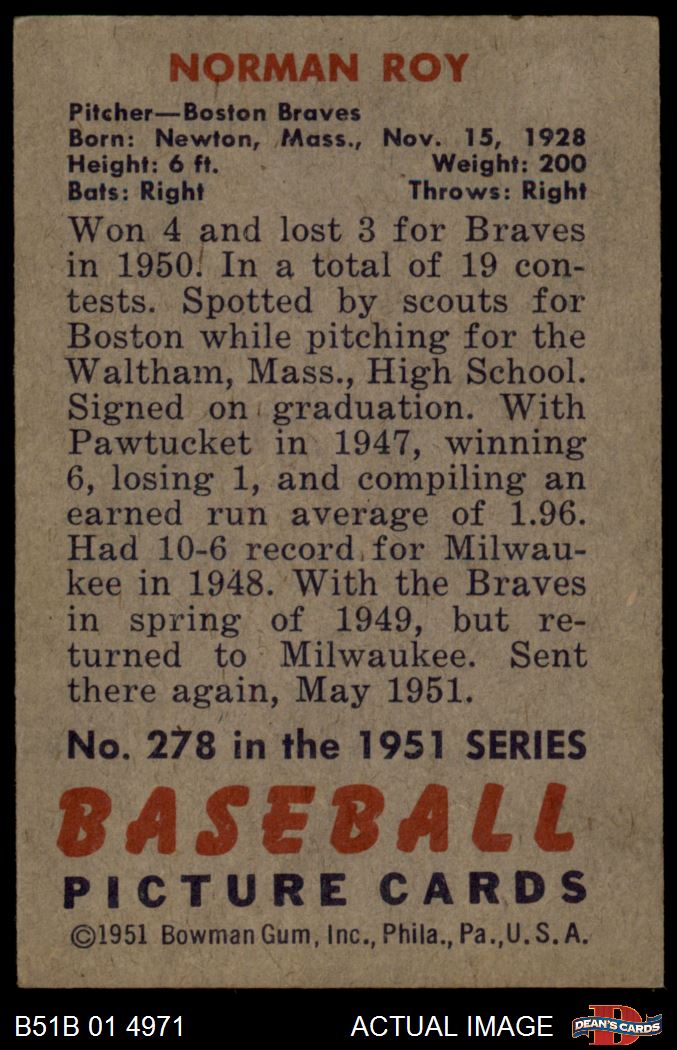 NORMAN ROY
Pitcher—Boston Braves
Born: Newton, Mass., Nov. 15, 1928
Height: 6 ft. Weight: 200
Bats: Right Throws: Right
Won 4 and lost 3 for Braves
in 1950. In a total of 19 con-
tests. Spotted by scouts for
Boston while pitching for the
Waltham, Mass., High School.
Signed on graduation. With
Pawtucket in 1947, winning
6, losing 1, and compiling an
earned run average of 1.96.
Had 10-6 record for Milwau-
kee in 1948. With the Braves
in spring of 1949, but re-
turned to Milwaukee. Sent
there again, May 1951.
No. 278 in the 1951 SERIES
BASEBALL
PICTURE CARDS
©1951 Bowman Gum, Inc., Phila., Pa., U. S. A.
B51B 01 4971 ACTUAL IMAGE DEAN'S CARDS